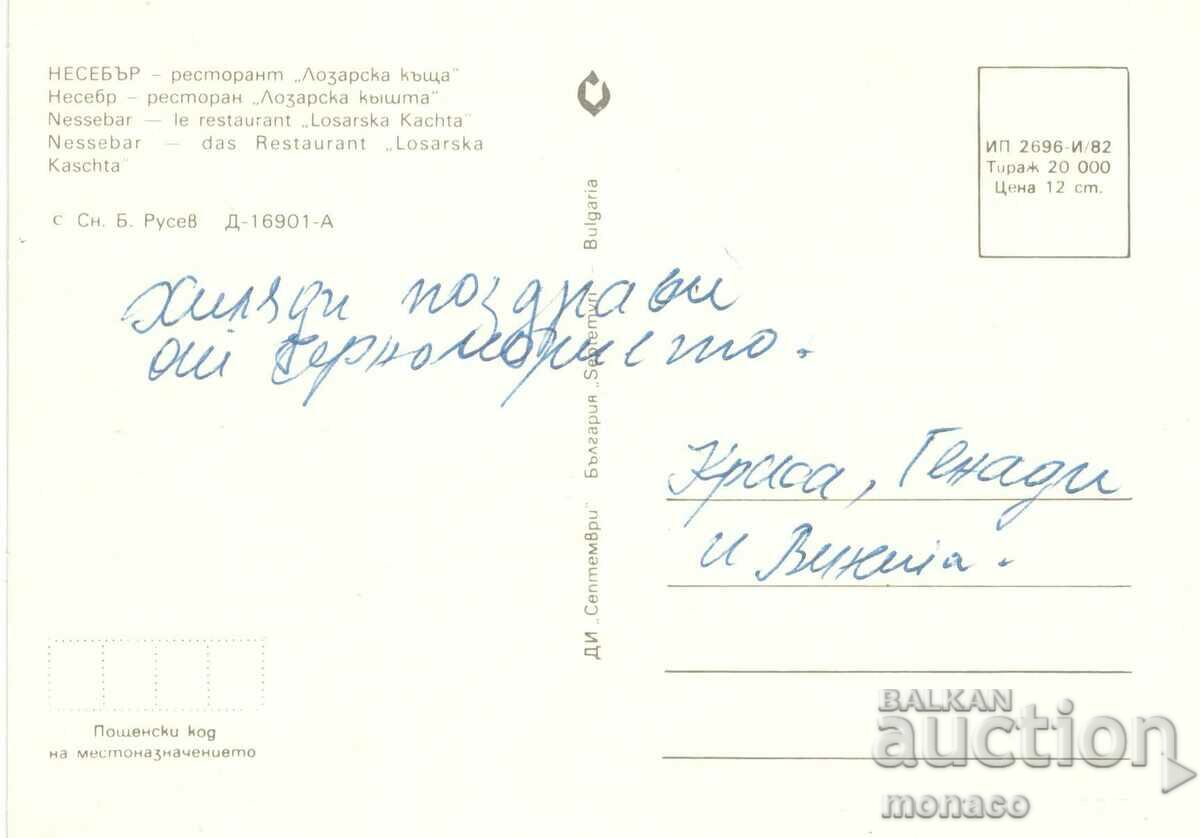 НЕСЕБЪР – ресторант „Лозарска къща"
Несебр – ресторан „Лозарска кышта"
Nessebar — le restaurant „Losarska Kachta"
Nessebar — das Restaurant „Losarska
Kaschta"
с Сн. Б. Русев Д-16901-А
ИП 2696-И/82
Тираж 20 000
Цена 12 ст.
Хиляди поздрави
от Черномориeто.
ДИ „Септември" България „Septemvri – Bulgaria
Краса, Генади
и
Пощенски код
на местоназначението
BALKAN
auction
monaco